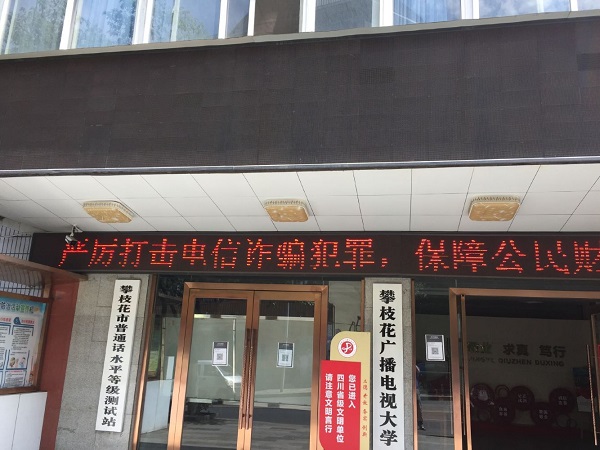 严厉打击电信诈骗犯罪，保障公民财
攀枝花市普通话水平等级测试站
攀枝花广播电视大学
您已进入
四川省级文明单位
请注意文明言行
求真 笃行